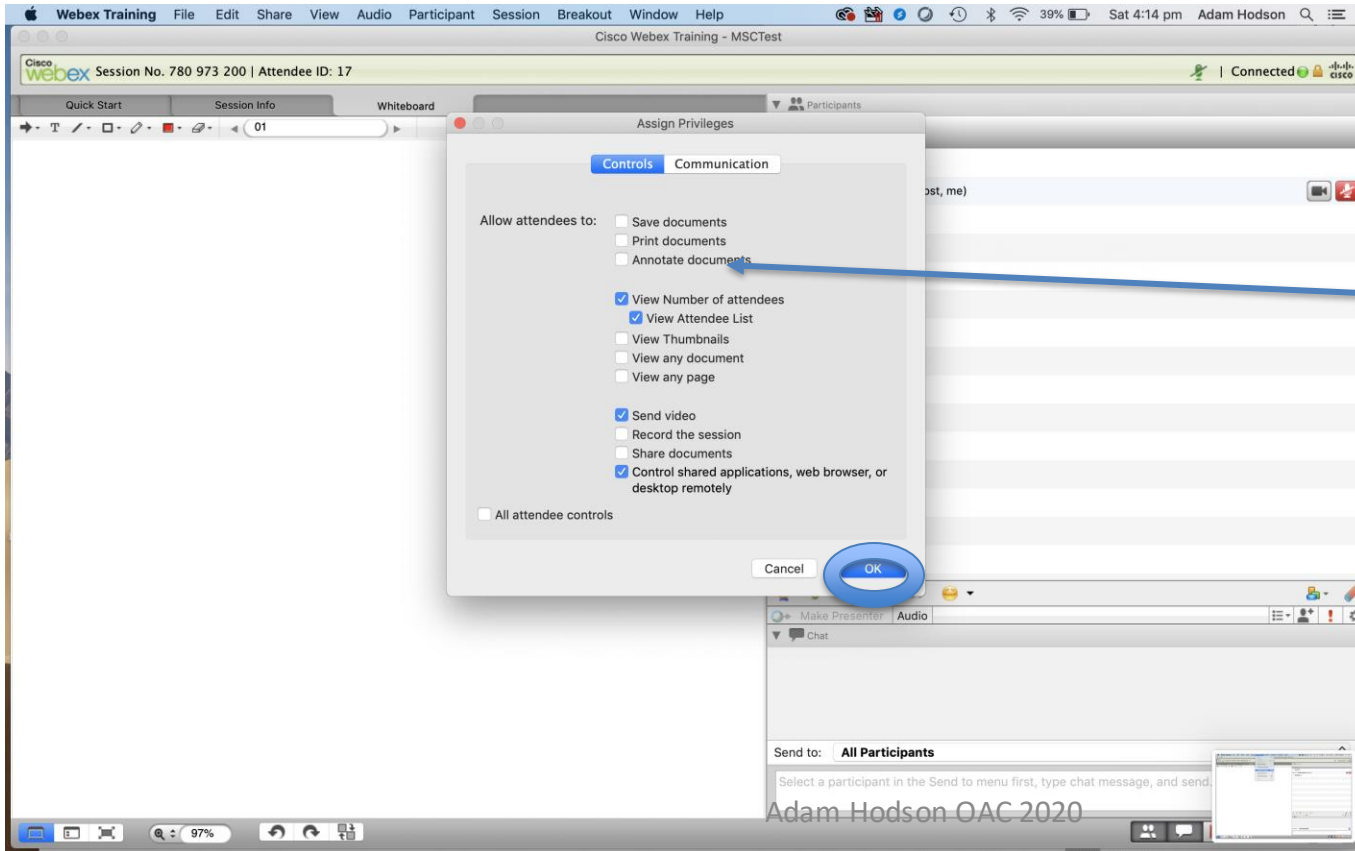 Webex Training File Edit Share View Audio Participant Session Breakout Window Help 39% Sat 4:14 pm Adam Hodson
Cisco Webex Training - MSCTest
Cisco webex Session No. 780 973 200 | Attendee ID: 17 | Connected cisco
Quick Start Session Info Whiteboard
Participants
T 01
Assign Privileges
Controls Communication
ost, me)
Allow attendees to: Save documents
Print documents
Annotate documents
View Number of attendees
View Attendee List
View Thumbnails
View any document
View any page
Send video
Record the session
Share documents
Control shared applications, web browser, or
desktop remotely
All attendee controls
Cancel OK
Make Presenter Audio
Chat
Send to: All Participants
Select a participant in the Send to menu first, type chat message, and send
Adam Hodson OAC 2020
97%